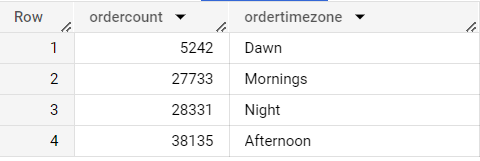 Row ordercount ordertimezone
1 5242 Dawn
2 27733 Mornings
3 28331 Night
4 38135 Afternoon